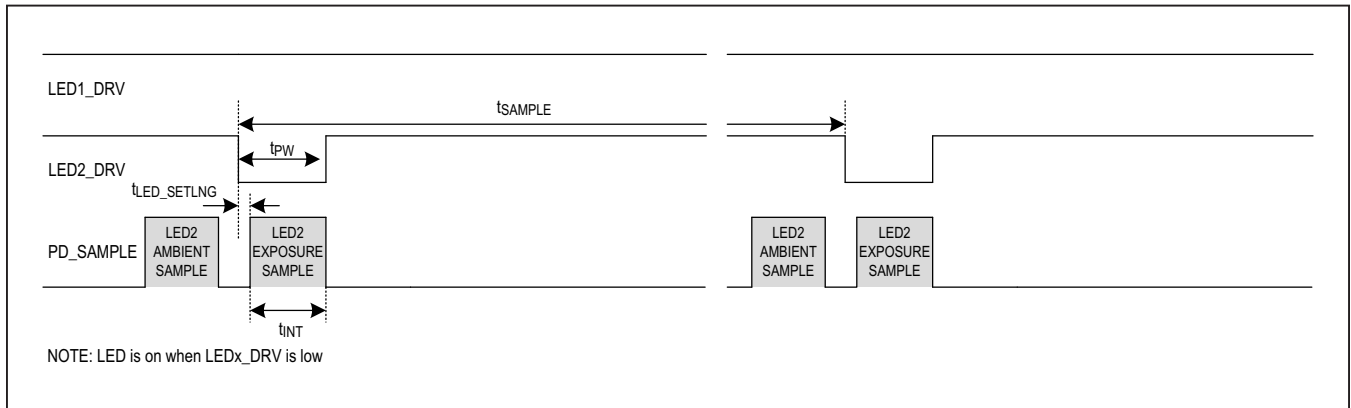 LED1_DRV
tSAMPLE
tPW
LED2_DRV
tLED_SETLNG
PD_SAMPLE
LED2
AMBIENT
SAMPLE
LED2
EXPOSURE
SAMPLE
LED2
AMBIENT
SAMPLE
LED2
EXPOSURE
SAMPLE
tINT
NOTE: LED is on when LEDx_DRV is low